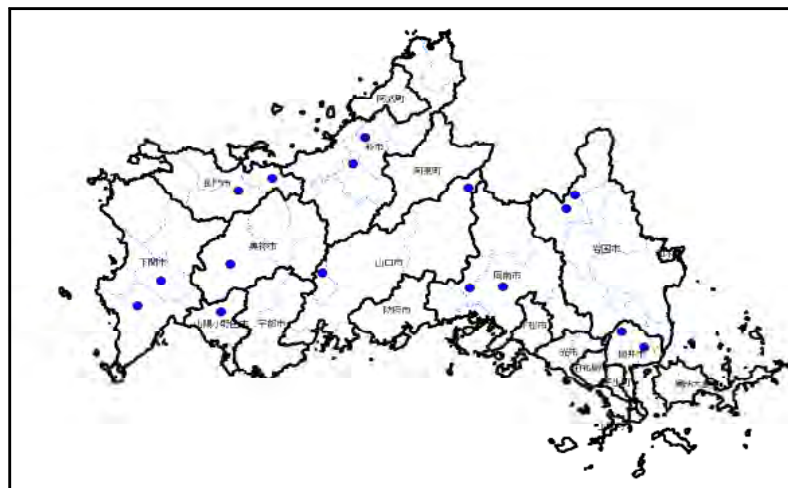 阿武町
萩市
阿東町
長門市
岩国市
美祢市
下関市
山口市
周南市
山陽小野田市
宇部市
防府市
下松市
光市
柳井市
田布施町
平生町
周防大島町